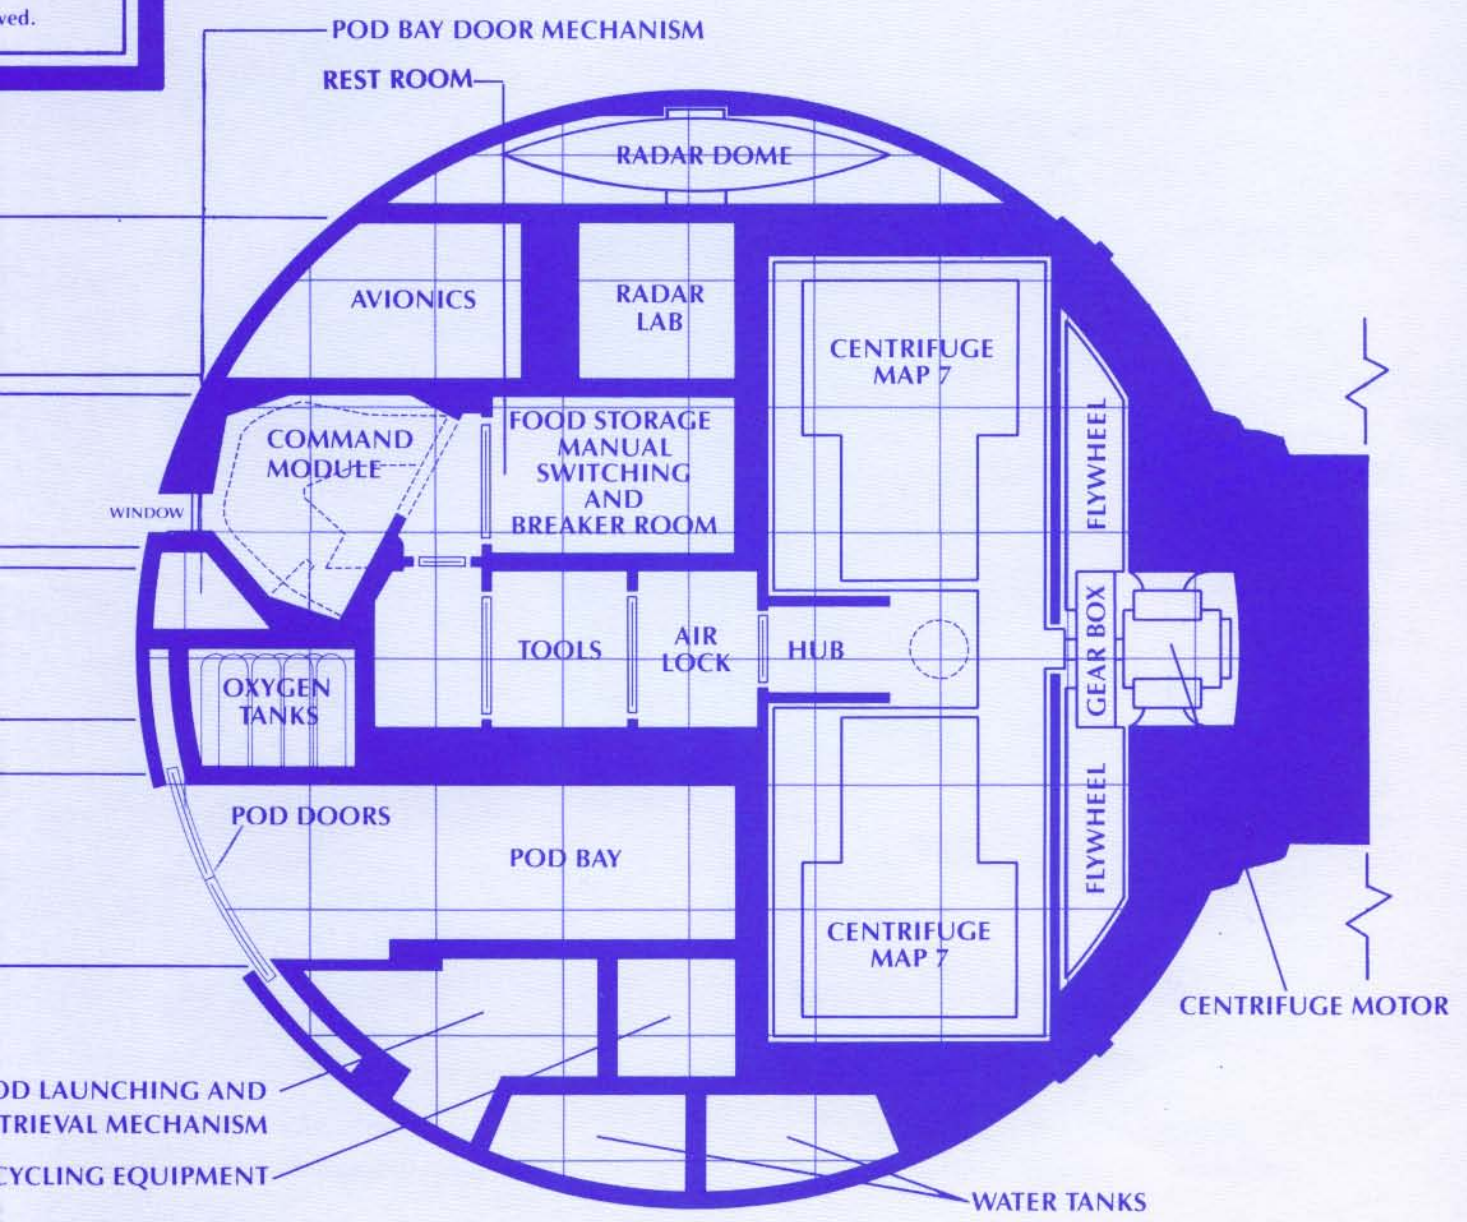 ved.
POD BAY DOOR MECHANISM
REST ROOM
RADAR DOME
AVIONICS
RADAR
LAB
CENTRIFUGE
MAP 7
COMMAND
MODULE
FOOD STORAGE
MANUAL
SWITCHING
AND
BREAKER ROOM
FLYWHEEL
WINDOW
TOOLS
AIR
LOCK
HUB
GEAR BOX
OXYGEN
TANKS
POD DOORS
POD BAY
FLYWHEEL
CENTRIFUGE
MAP 7
CENTRIFUGE MOTOR
OD LAUNCHING AND
TRIEVAL MECHANISM
CYCLING EQUIPMENT
WATER TANKS